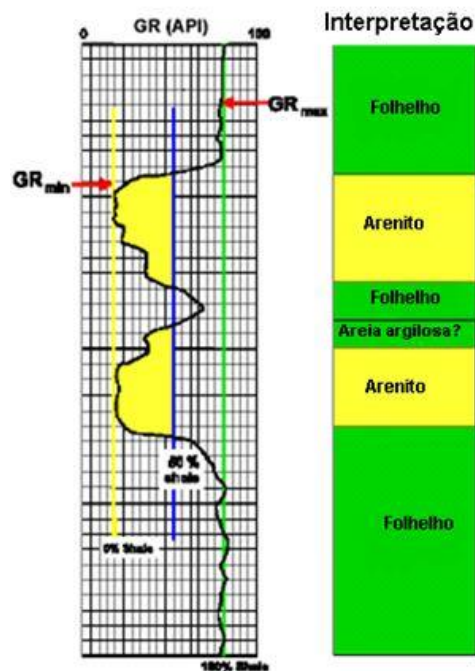 GR (API)
0
100
Interpretação
GRmax
GRmin
Folhelho
Arenito
Folhelho
Areia argilosa?
Arenito
50 %
shale
Folhelho
0% Shale
100% Shale